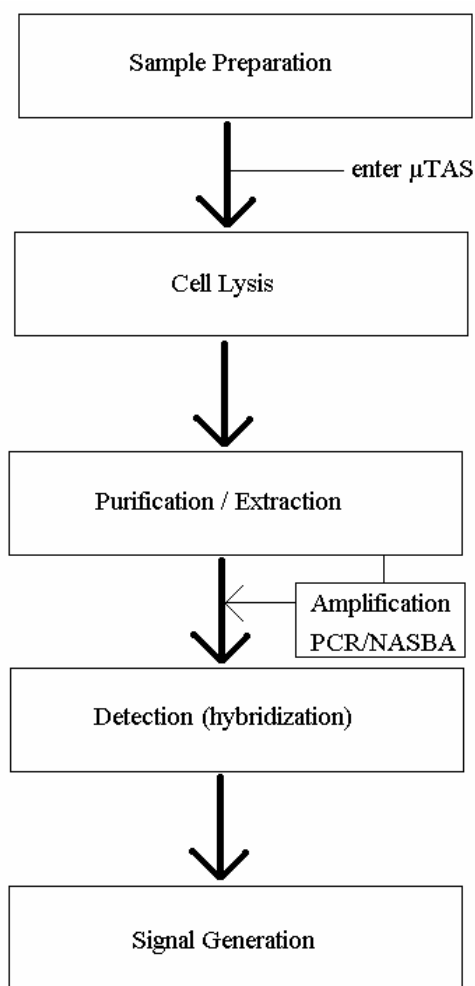 Sample Preparation
enter µTAS
Cell Lysis
Purification / Extraction
Amplification
PCR/NASBA
Detection (hybridization)
Signal Generation